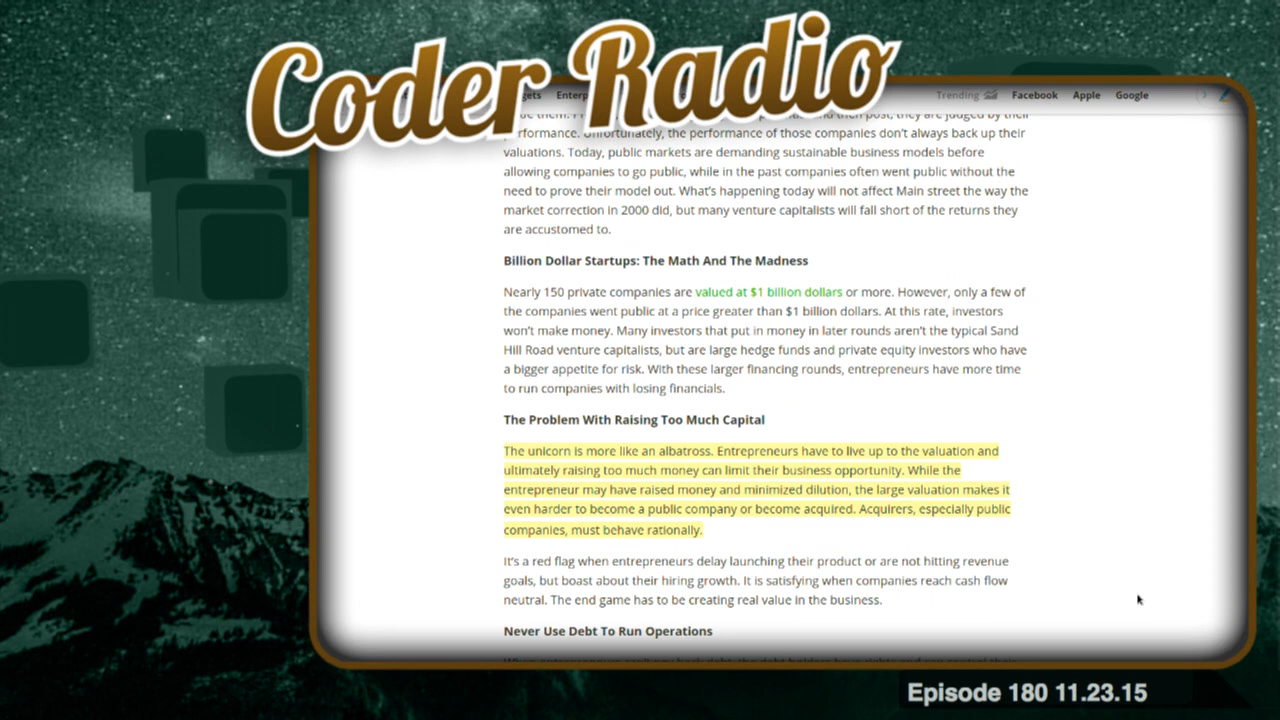 Coder Radio
Trending Facebook Apple Google
formance. Unfortunately, the performance of those companies don't always back up their
valuations. Today, public markets are demanding sustainable business models before
allowing companies to go public, while in the past companies often went public without the
need to prove their model out. What's happening today will not affect Main street the way the
market correction in 2000 did, but many venture capitalists will fall short of the returns they
are accustomed to.
Billion Dollar Startups: The Math And The Madness
Nearly 150 private companies are valued at $1 billion dollars or more. However, only a few of
the companies went public at a price greater than $1 billion dollars. At this rate, investors
won't make money. Many investors that put in money in later rounds aren't the typical Sand
Hill Road venture capitalists, but are large hedge funds and private equity investors who have
a bigger appetite for risk. With these larger financing rounds, entrepreneurs have more time
to run companies with losing financials.
The Problem With Raising Too Much Capital
The unicorn is more like an albatross. Entrepreneurs have to live up to the valuation and
ultimately raising too much money can limit their business opportunity. While the
entrepreneur may have raised money and minimized dilution, the large valuation makes it
even harder to become a public company or become acquired. Acquirers, especially public
companies, must behave rationally.
It's a red flag when entrepreneurs delay launching their product or are not hitting revenue
goals, but boast about their hiring growth. It is satisfying when companies reach cash flow
neutral. The end game has to be creating real value in the business.
Never Use Debt To Run Operations
Episode 180 11.23.15